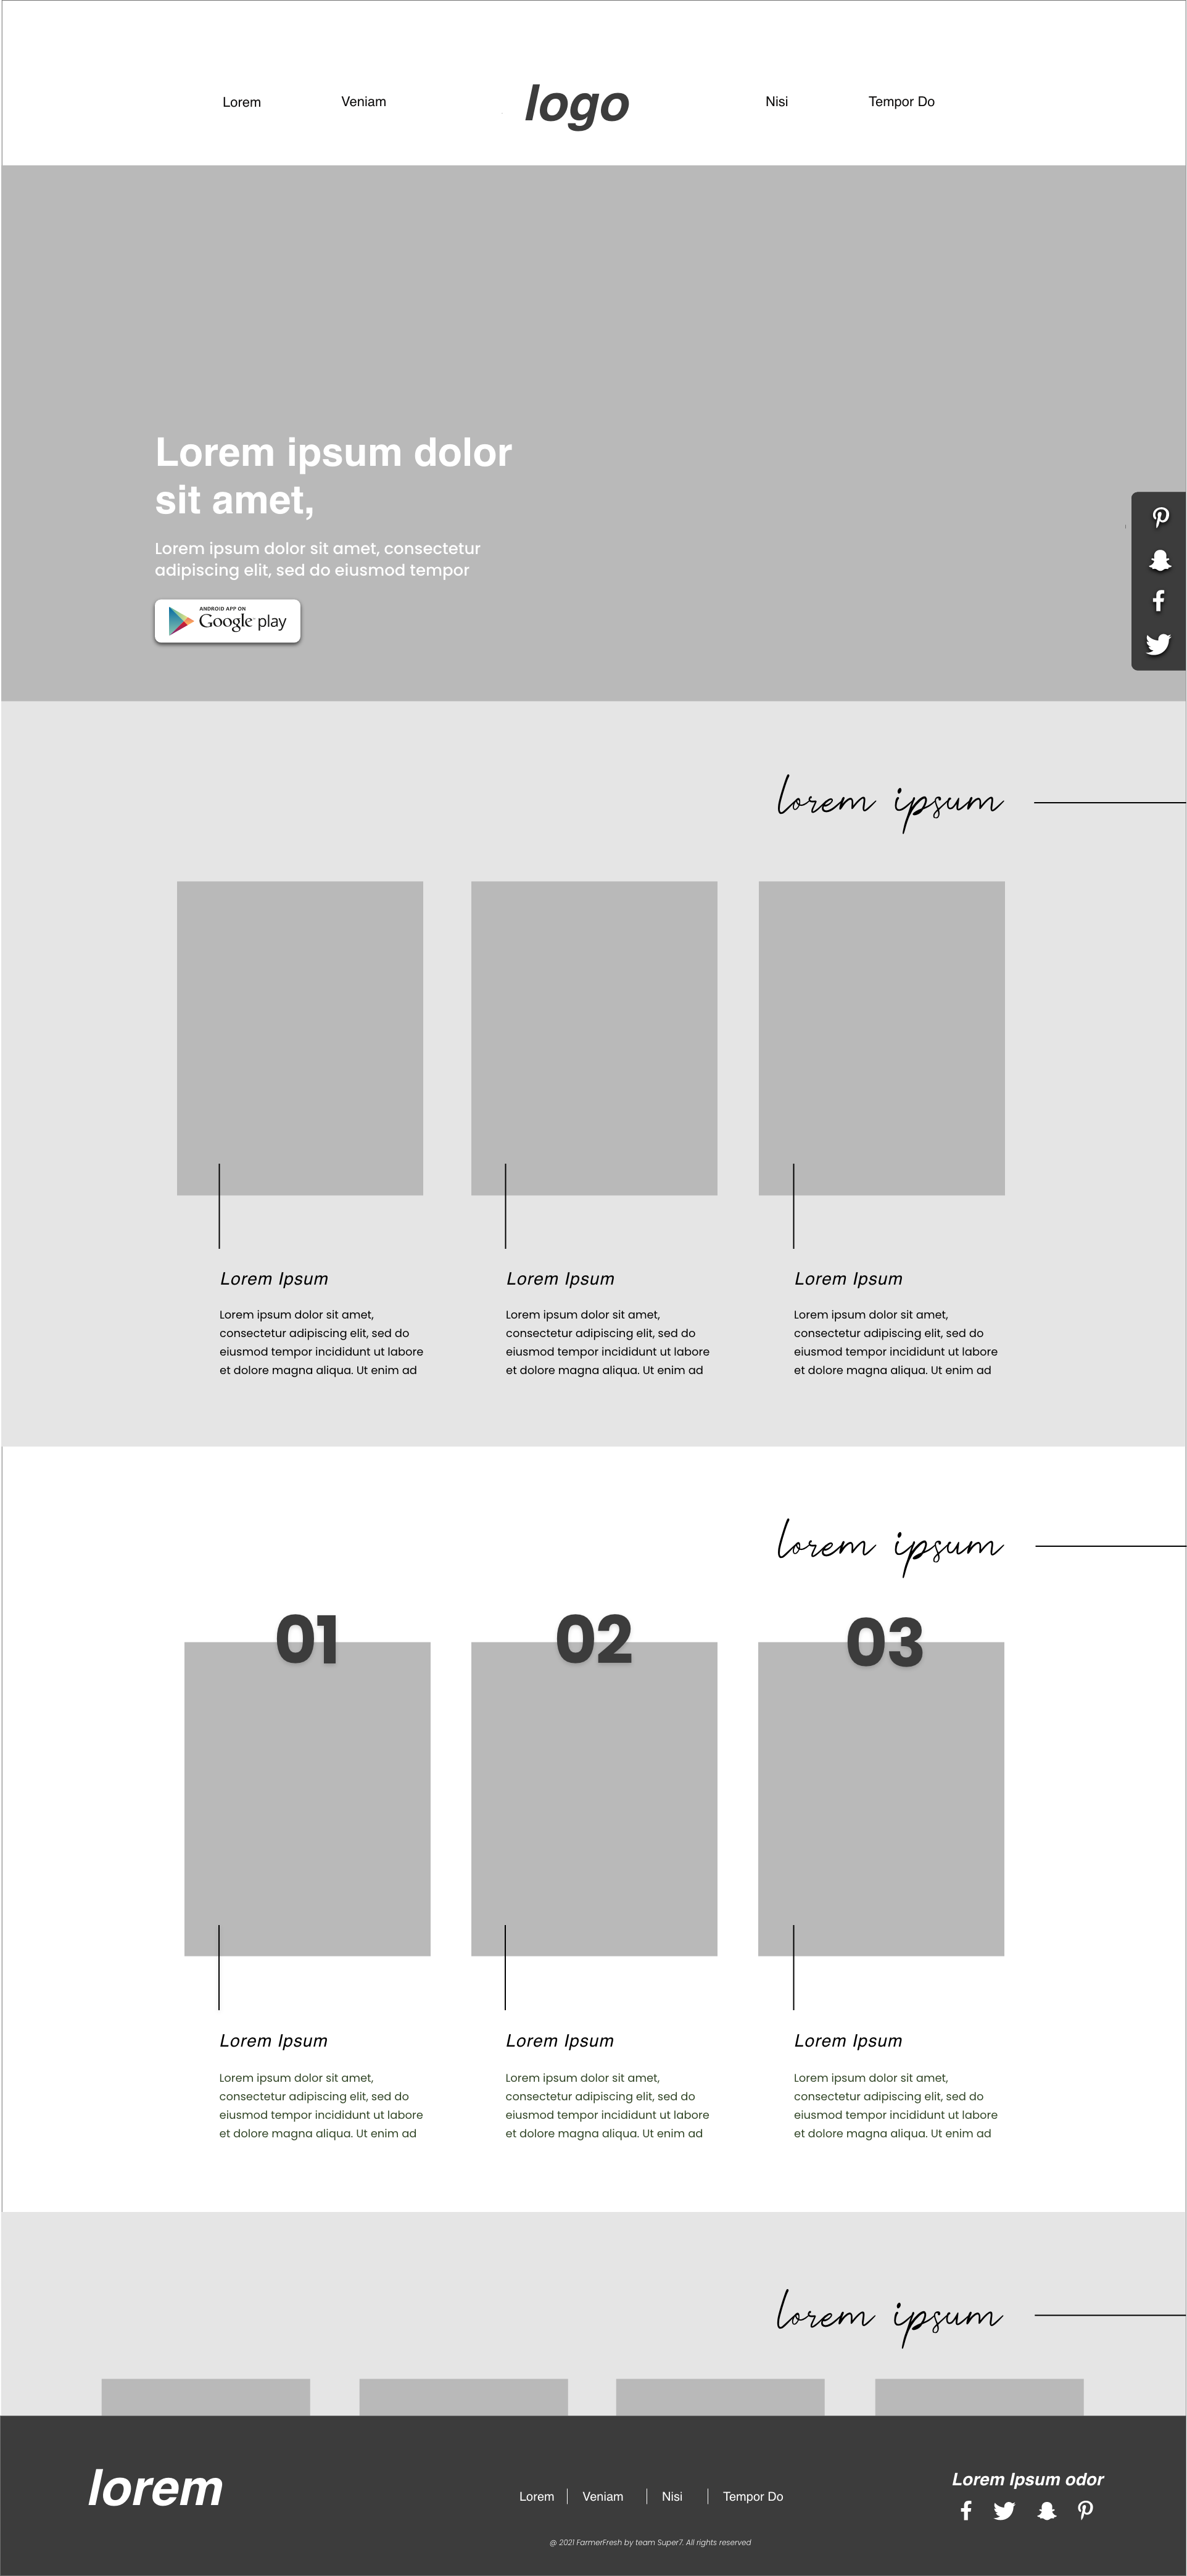 Lorem
Veniam
logo
Nisi
Tempor Do
Lorem ipsum dolor
sit amet,
Lorem ipsum dolor sit amet, consectetur
adipiscing elit, sed do eiusmod tempor
ANDROID APP ON
Google play
lorem ipsum
Lorem Ipsum
Lorem ipsum dolor sit amet,
consectetur adipiscing elit, sed do
eiusmod tempor incididunt ut labore
et dolore magna aliqua. Ut enim ad
Lorem Ipsum
Lorem ipsum dolor sit amet,
consectetur adipiscing elit, sed do
eiusmod tempor incididunt ut labore
et dolore magna aliqua. Ut enim ad
Lorem Ipsum
Lorem ipsum dolor sit amet,
consectetur adipiscing elit, sed do
eiusmod tempor incididunt ut labore
et dolore magna aliqua. Ut enim ad
lorem ipsum
01
02
03
Lorem Ipsum
Lorem ipsum dolor sit amet,
consectetur adipiscing elit, sed do
eiusmod tempor incididunt ut labore
et dolore magna aliqua. Ut enim ad
Lorem Ipsum
Lorem ipsum dolor sit amet,
consectetur adipiscing elit, sed do
eiusmod tempor incididunt ut labore
et dolore magna aliqua. Ut enim ad
Lorem Ipsum
Lorem ipsum dolor sit amet,
consectetur adipiscing elit, sed do
eiusmod tempor incididunt ut labore
et dolore magna aliqua. Ut enim ad
lorem ipsum
lorem
Lorem
Veniam
Nisi
Tempor Do
Lorem Ipsum odor
@ 2021 FarmerFresh by team Super7. All rights reserved